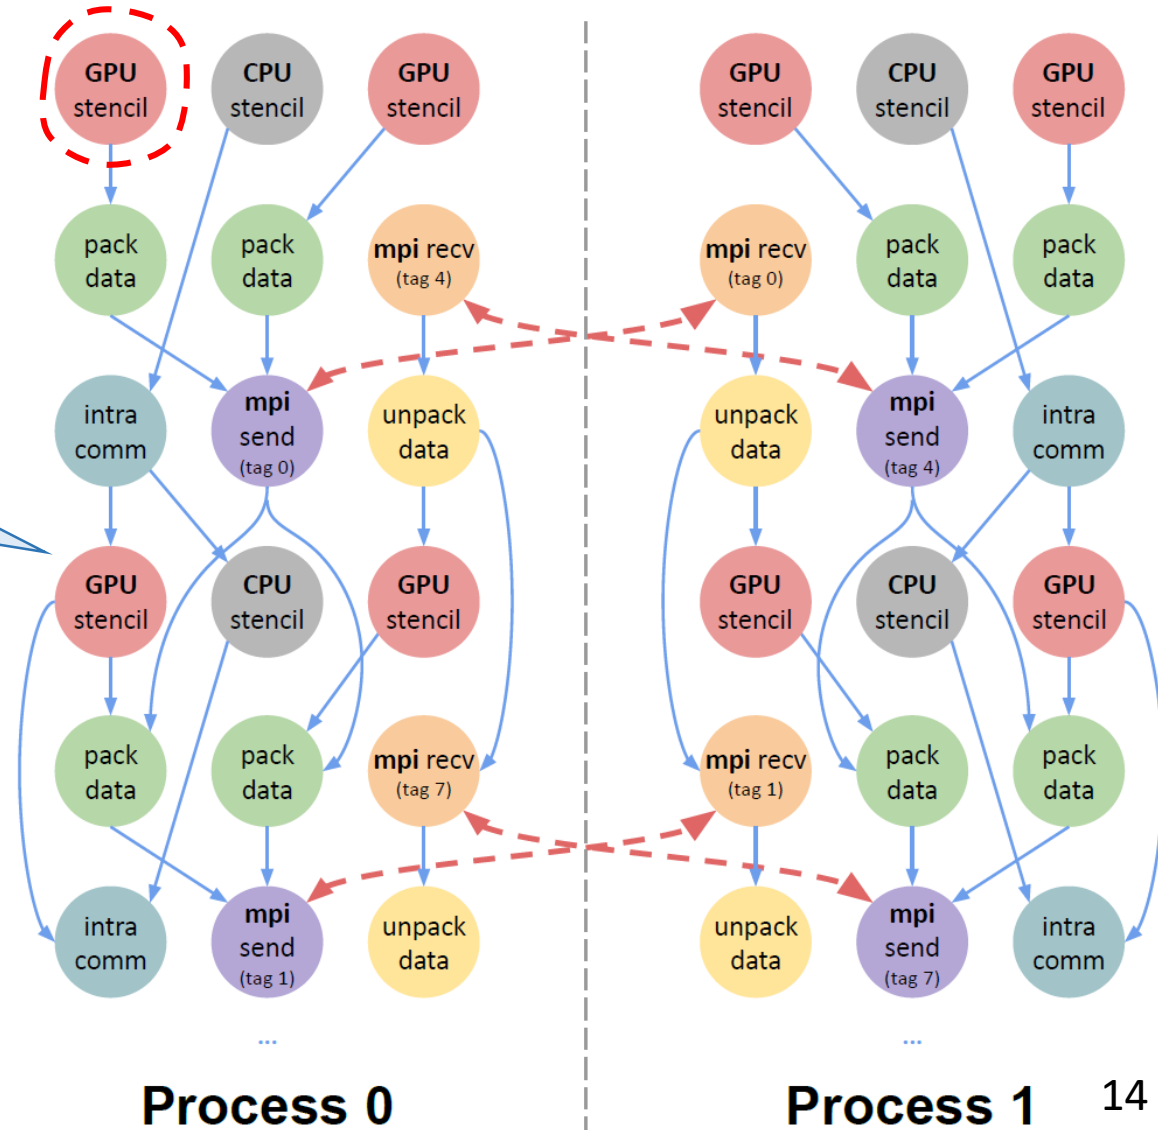 GPU
stencil
CPU
stencil
GPU
stencil
GPU
stencil
CPU
stencil
GPU
stencil
pack
data
pack
data
mpi recv
(tag 4)
mpi recv
(tag 0)
pack
data
pack
data
intra
comm
mpi
send
(tag 0)
unpack
data
unpack
data
mpi
send
(tag 4)
intra
comm
GPU
stencil
CPU
stencil
GPU
stencil
GPU
stencil
CPU
stencil
GPU
stencil
pack
data
pack
data
mpi recv
(tag 7)
mpi recv
(tag 1)
pack
data
pack
data
intra
comm
mpi
send
(tag 1)
unpack
data
unpack
data
mpi
send
(tag 7)
intra
comm
...
...
Process 0
Process 1
14